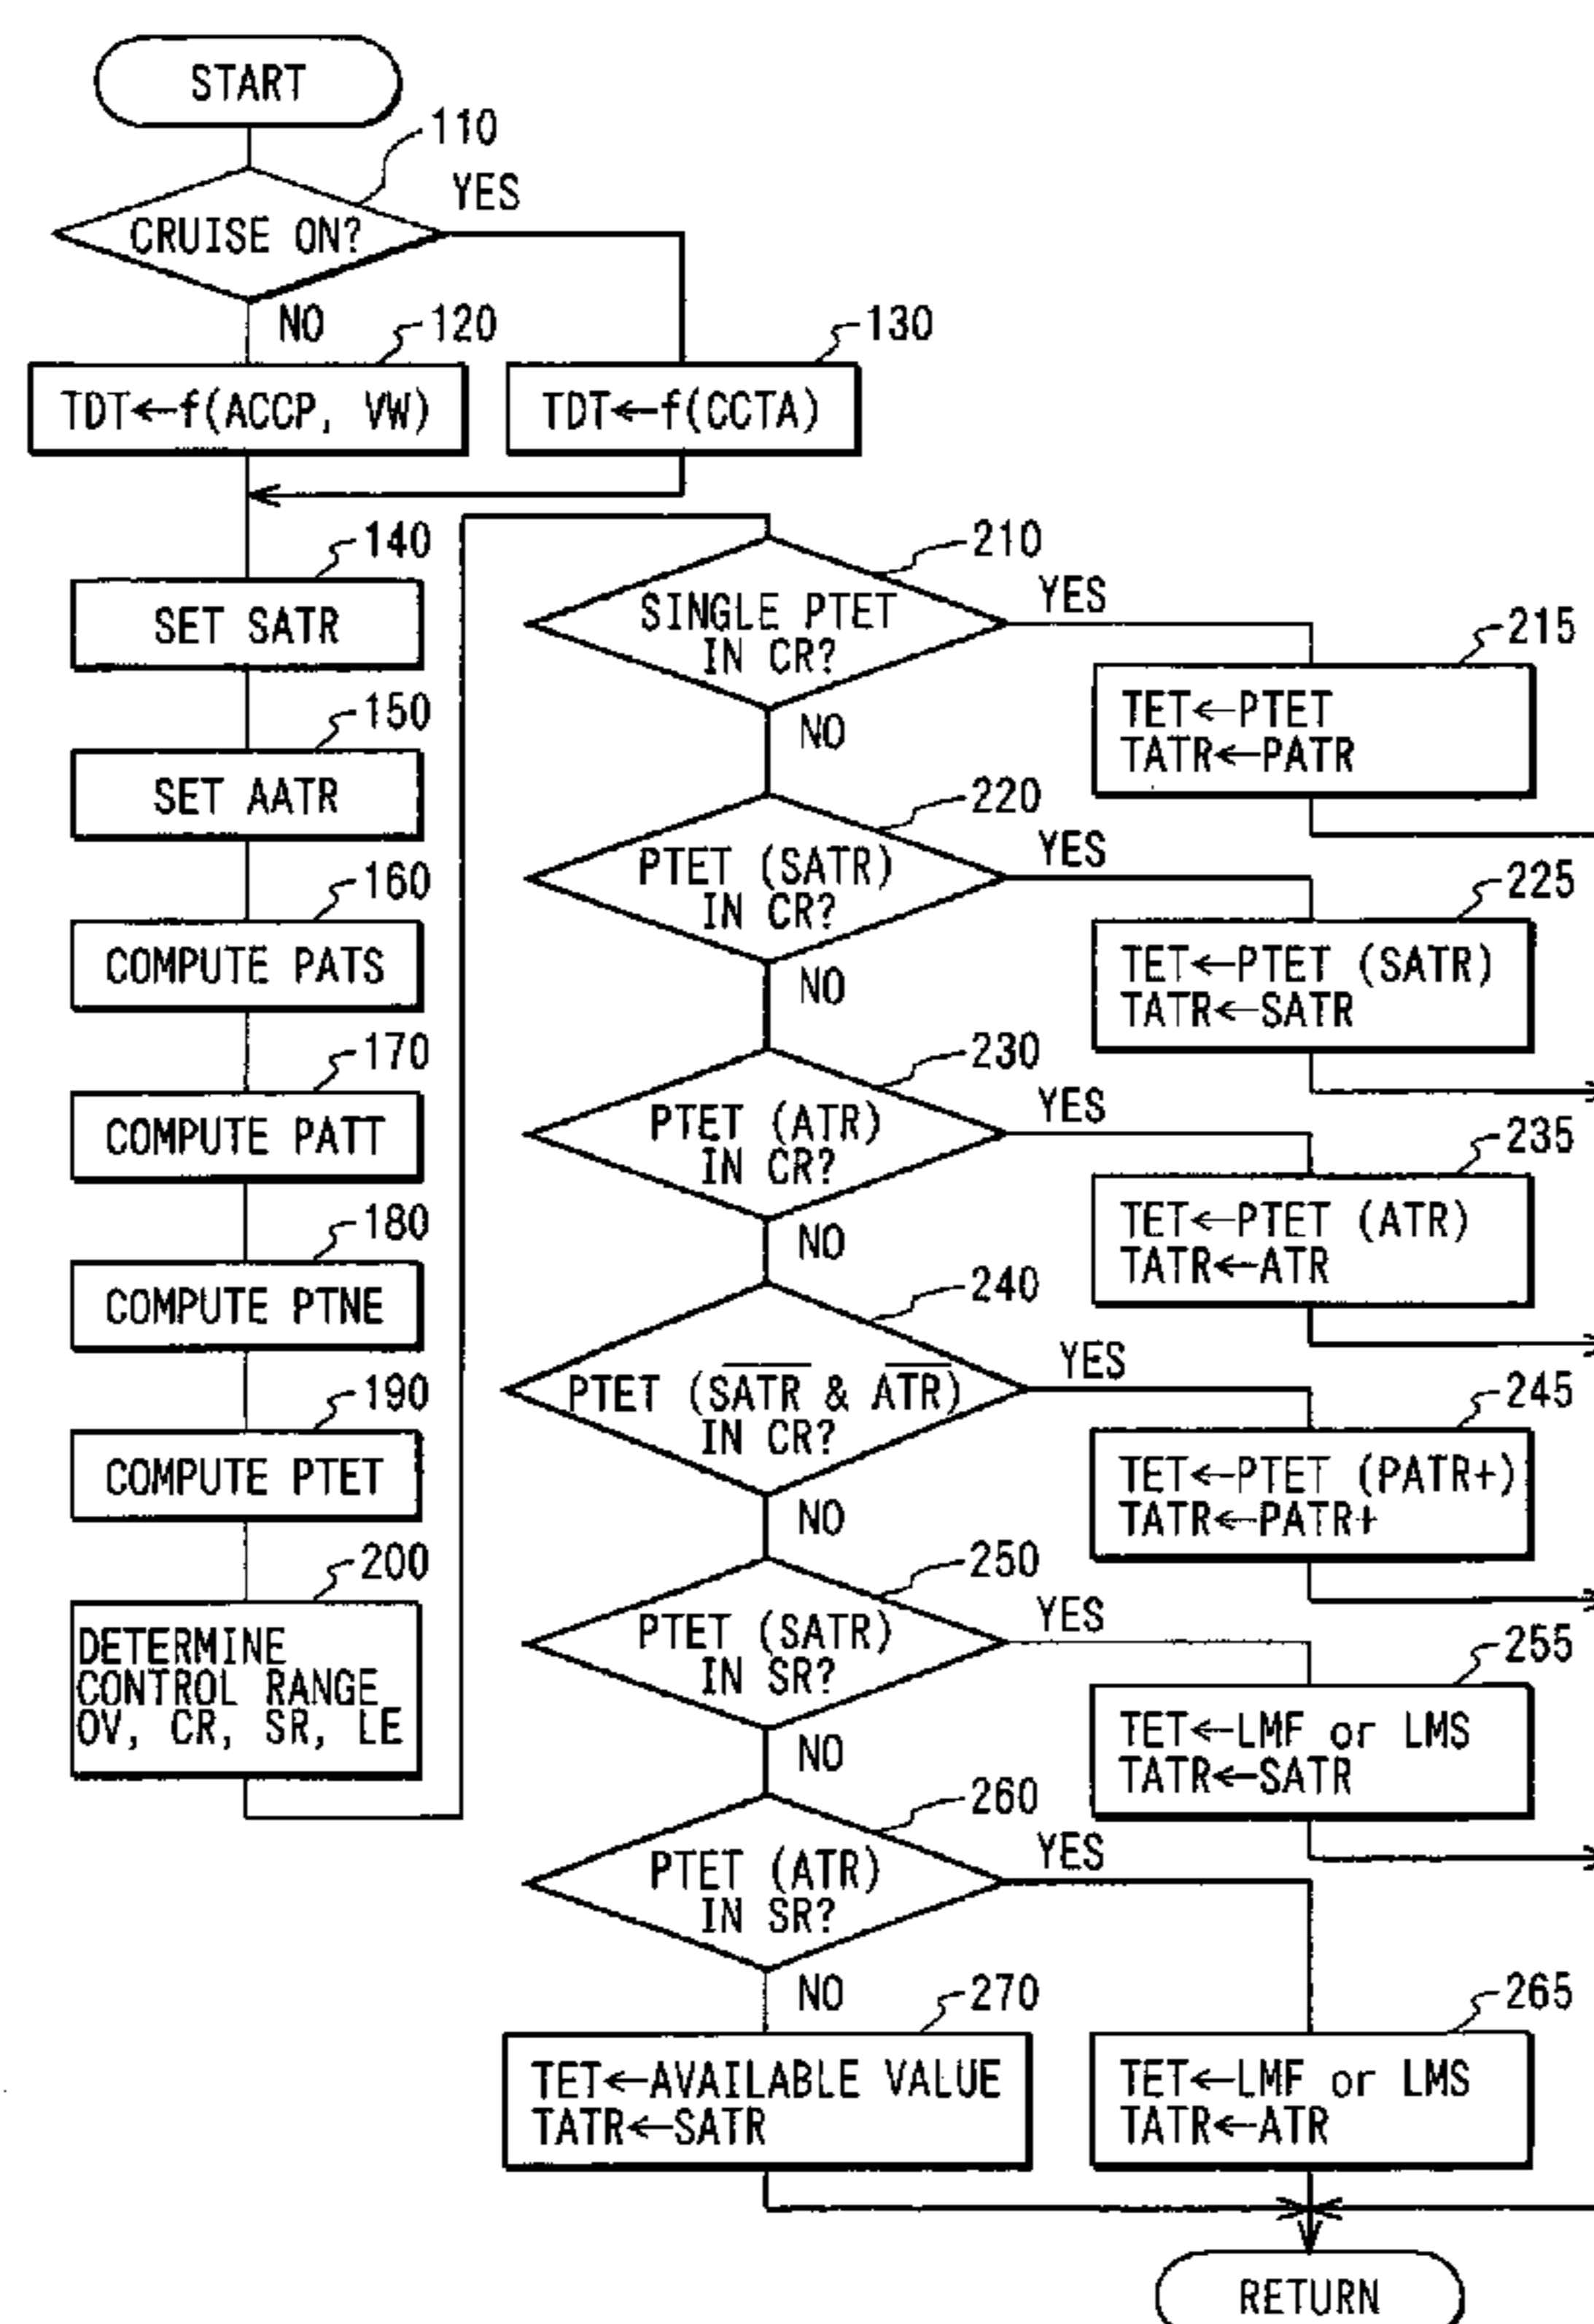 START
110
CRUISE ON?
YES
NO
120
TDT←f(ACCP, VW)
130
TDT←f(CCTA)
140
SET SATR
150
SET AATR
160
COMPUTE PATS
170
COMPUTE PATT
180
COMPUTE PTNE
190
COMPUTE PTET
200
DETERMINE
CONTROL RANGE
OV, CR, SR, LE
210
SINGLE PTET
IN CR?
YES
NO
215
TET←PTET
TATR←PATR
220
PTET (SATR)
IN CR?
YES
NO
225
TET←PTET (SATR)
TATR←SATR
230
PTET (ATR)
IN CR?
YES
NO
235
TET←PTET (ATR)
TATR←ATR
240
PTET (S̅A̅T̅R̅ & A̅T̅R̅)
IN CR?
YES
NO
245
TET←PTET (PATR+)
TATR←PATR+
250
PTET (SATR)
IN SR?
YES
NO
255
TET←LMF or LMS
TATR←SATR
260
PTET (ATR)
IN SR?
YES
NO
265
TET←LMF or LMS
TATR←ATR
270
TET←AVAILABLE VALUE
TATR←SATR
RETURN